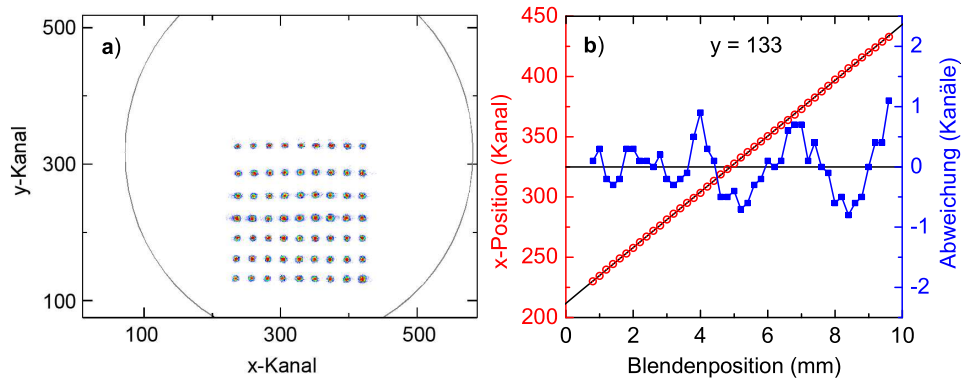 a)
500
300
100
y-Kanal
100
300
500
x-Kanal
b)
y = 133
450
400
350
300
250
200
x-Position (Kanal)
2
1
0
-1
-2
Abweichung (Kanäle)
0
2
4
6
8
10
Blendenposition (mm)